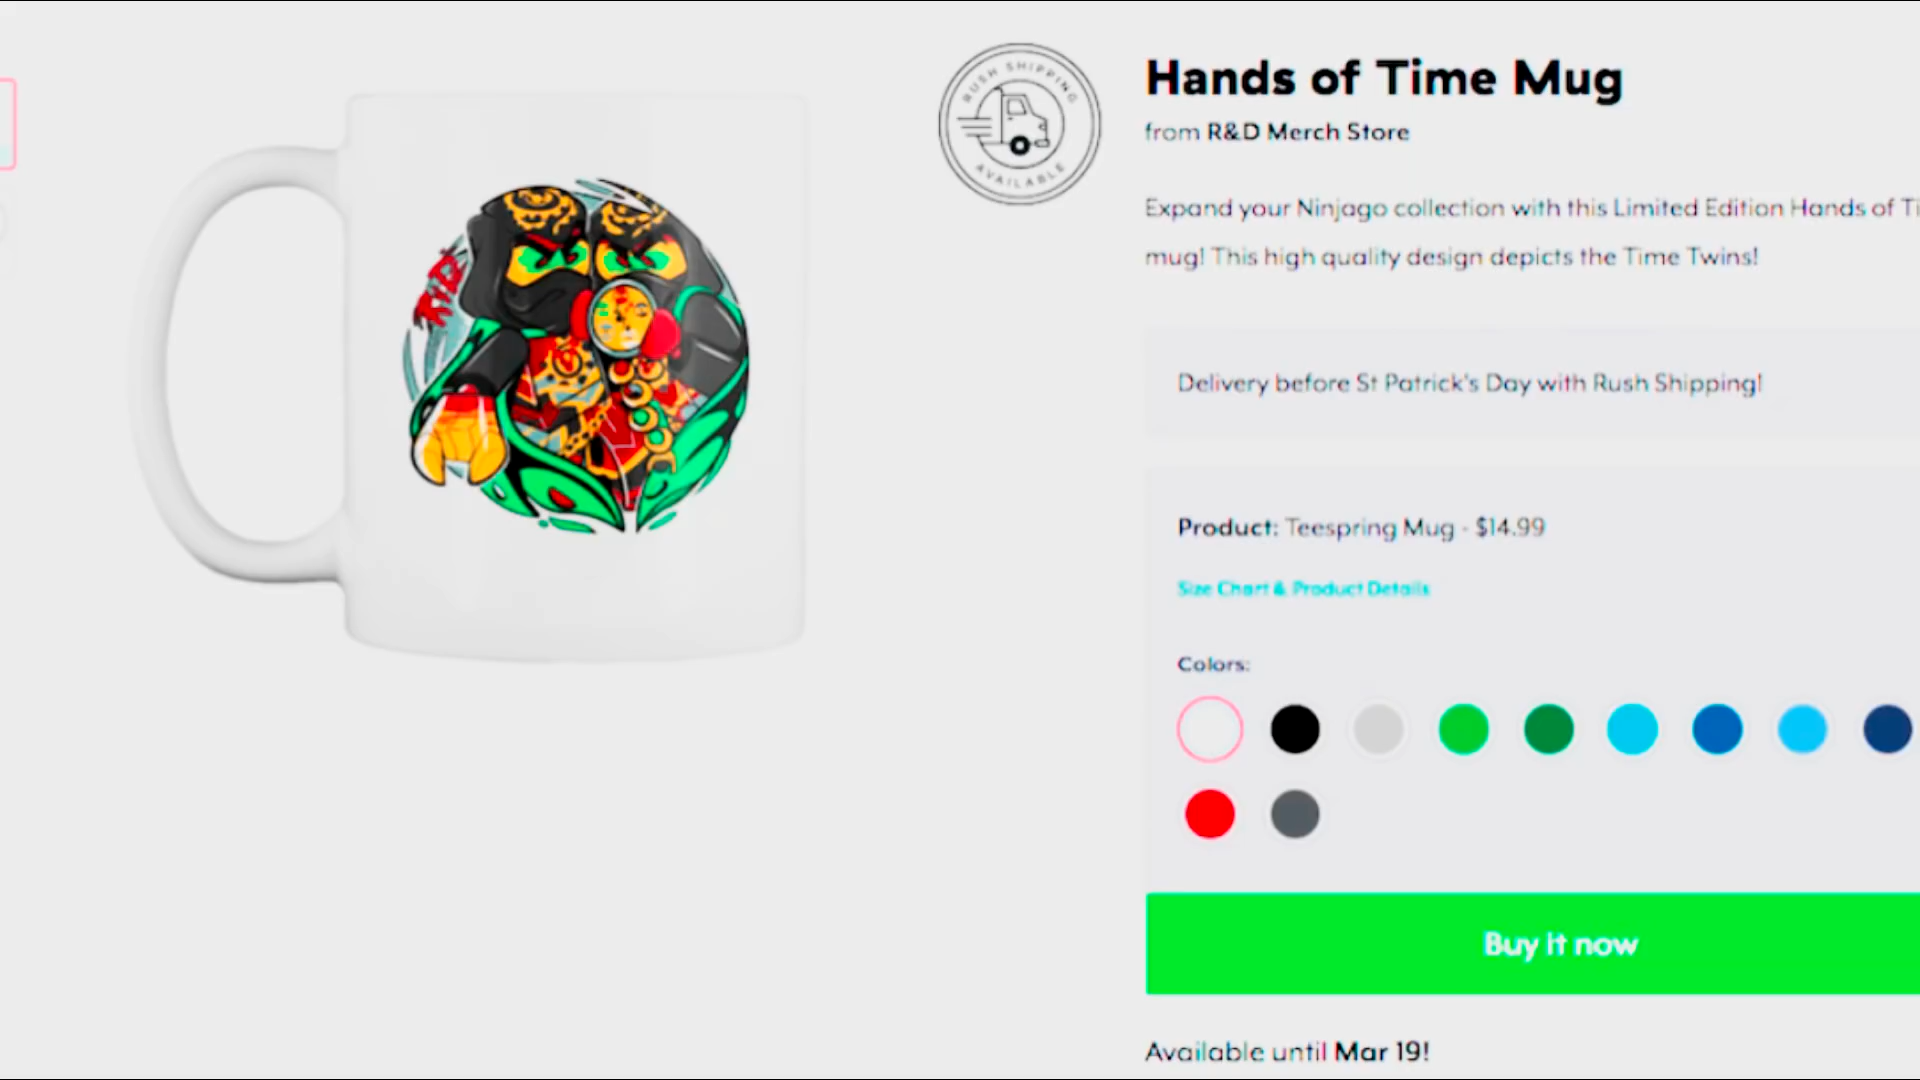 RUSH SHIPPING
AVAILABLE
Hands of Time Mug
from R&D Merch Store
Expand your Ninjago collection with this Limited Edition Hands of Ti
mug! This high quality design depicts the Time Twins!
Delivery before St Patrick's Day with Rush Shipping!
Product: Teespring Mug - $14.99
Size Chart & Product Details
Colors:
Buy it now
Available until Mar 19!
R&D